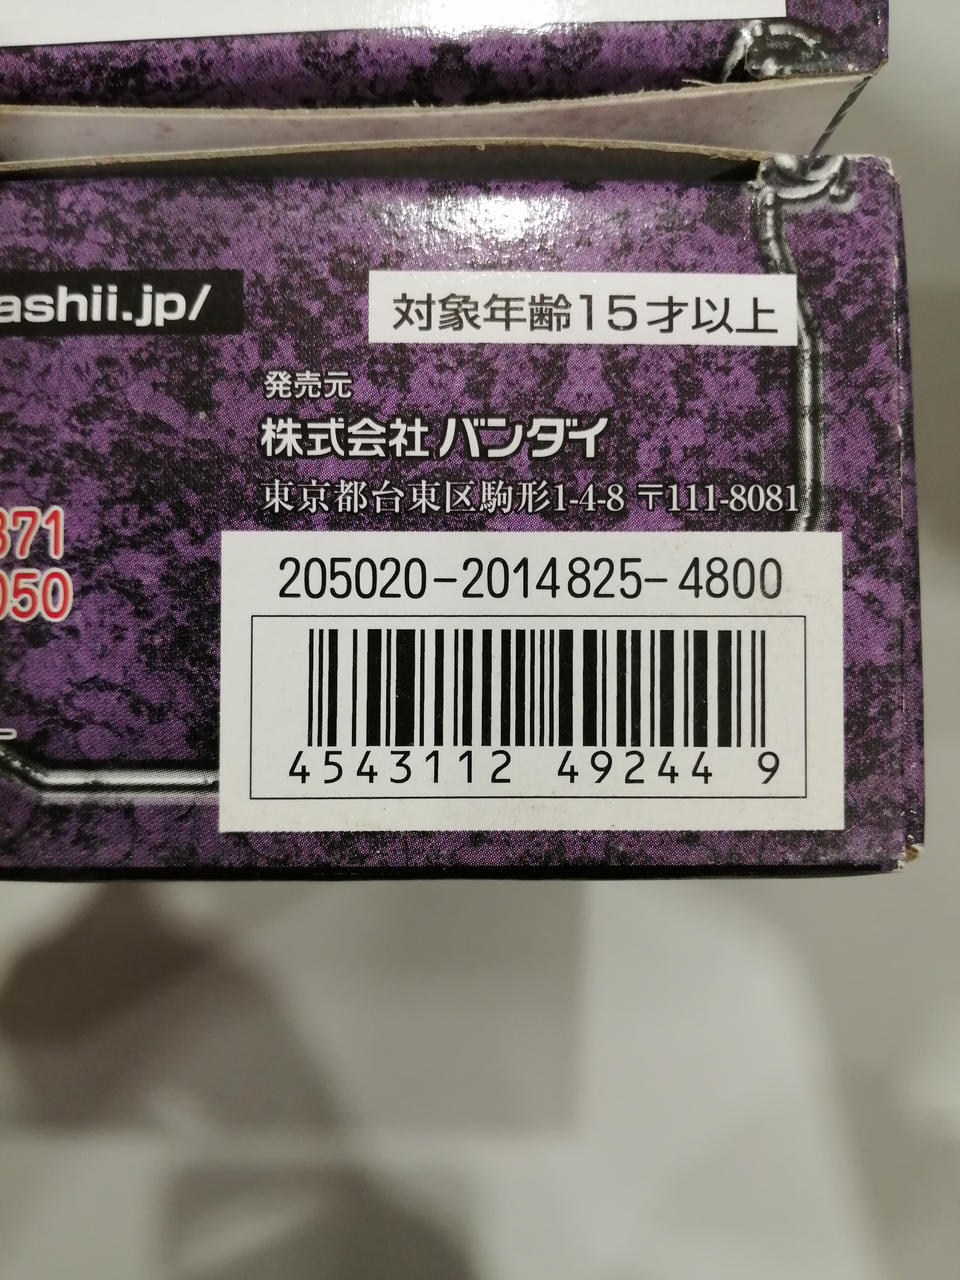 ashii.jp/
対象年齢15才以上
発売元
株式会社バンダイ
東京都台東区駒形1-4-8 〒111-8081
871
050
205020-2014825-4800
4543112 49244 9